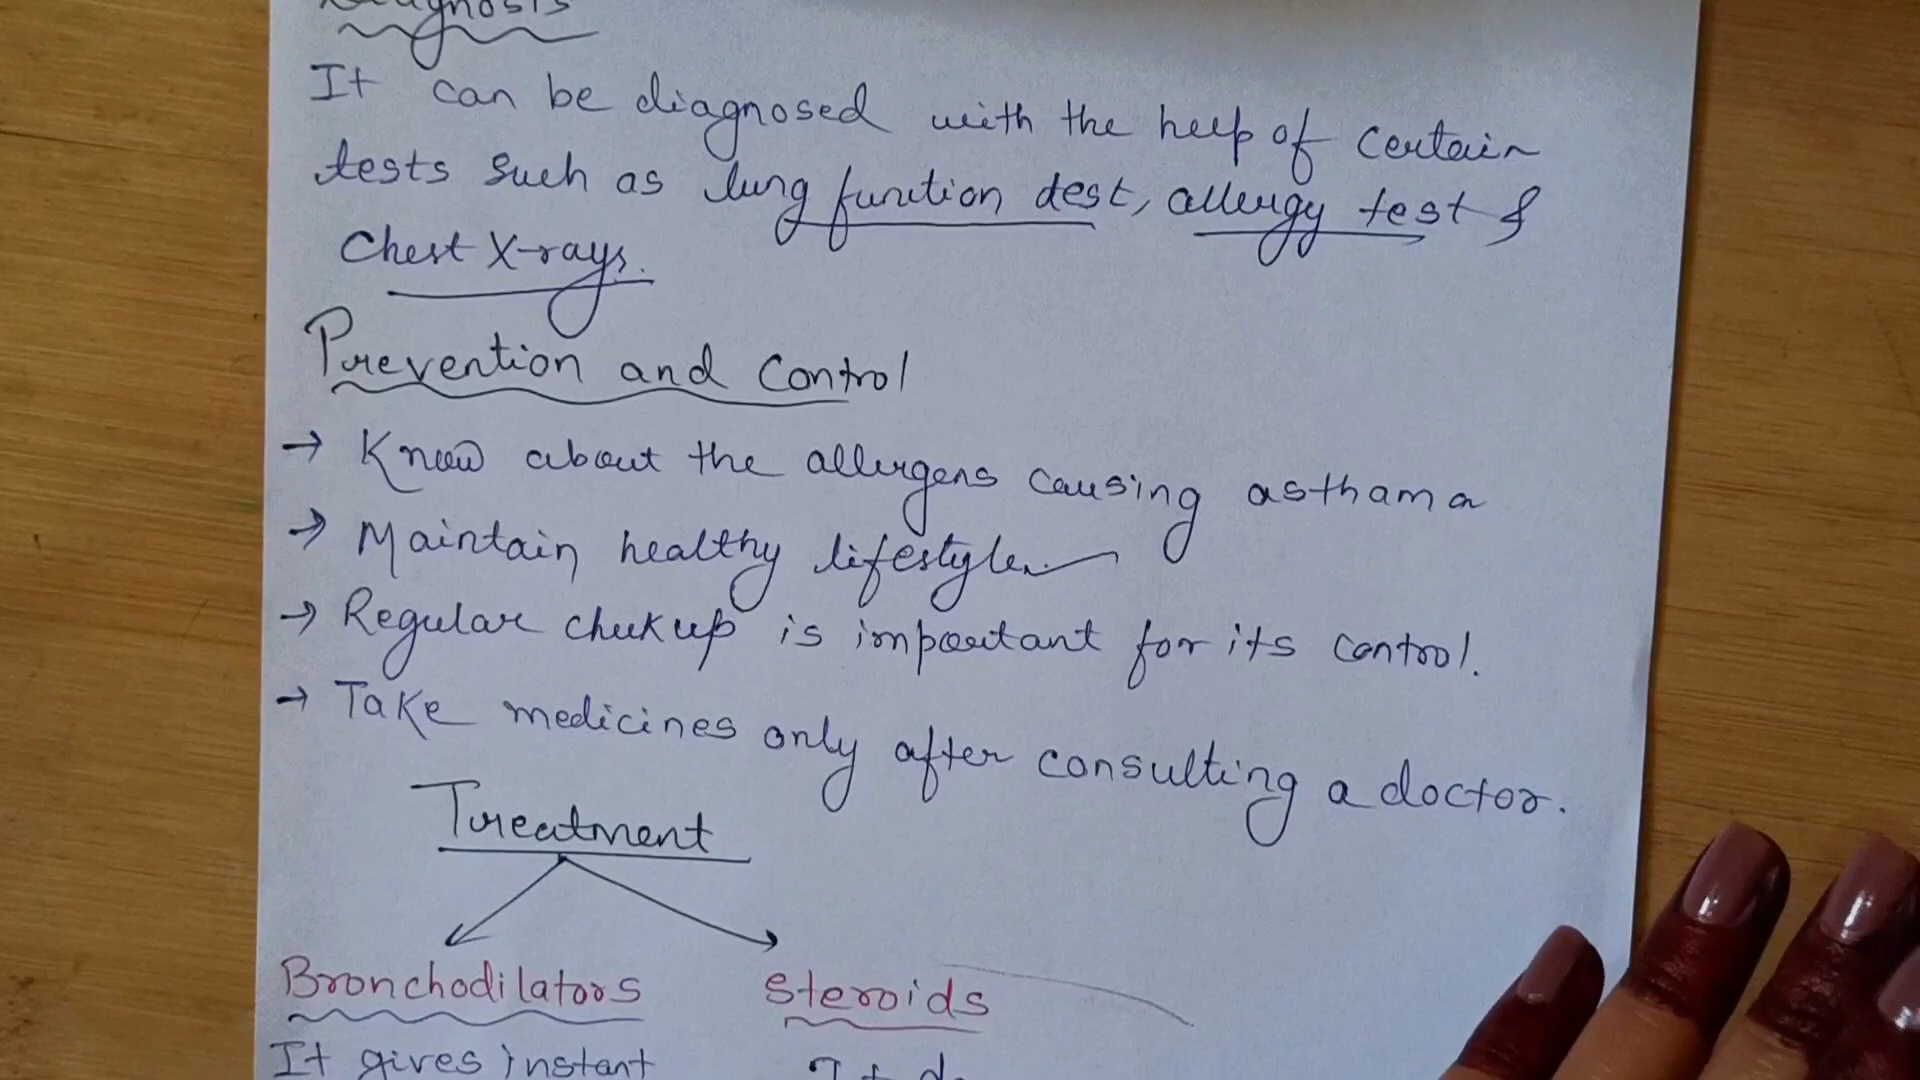 Diagnosis
It can be diagnosed with the help of certain
tests such as lung function test, allergy test &
Chest X-rays.
Prevention and Control
→ Know about the allergens causing asthama
→ Maintain healthy lifestyle
→ Regular checkup is important for its control.
→ Take medicines only after consulting a doctor.
Treatment
Bronchodilators steroids
It gives instant